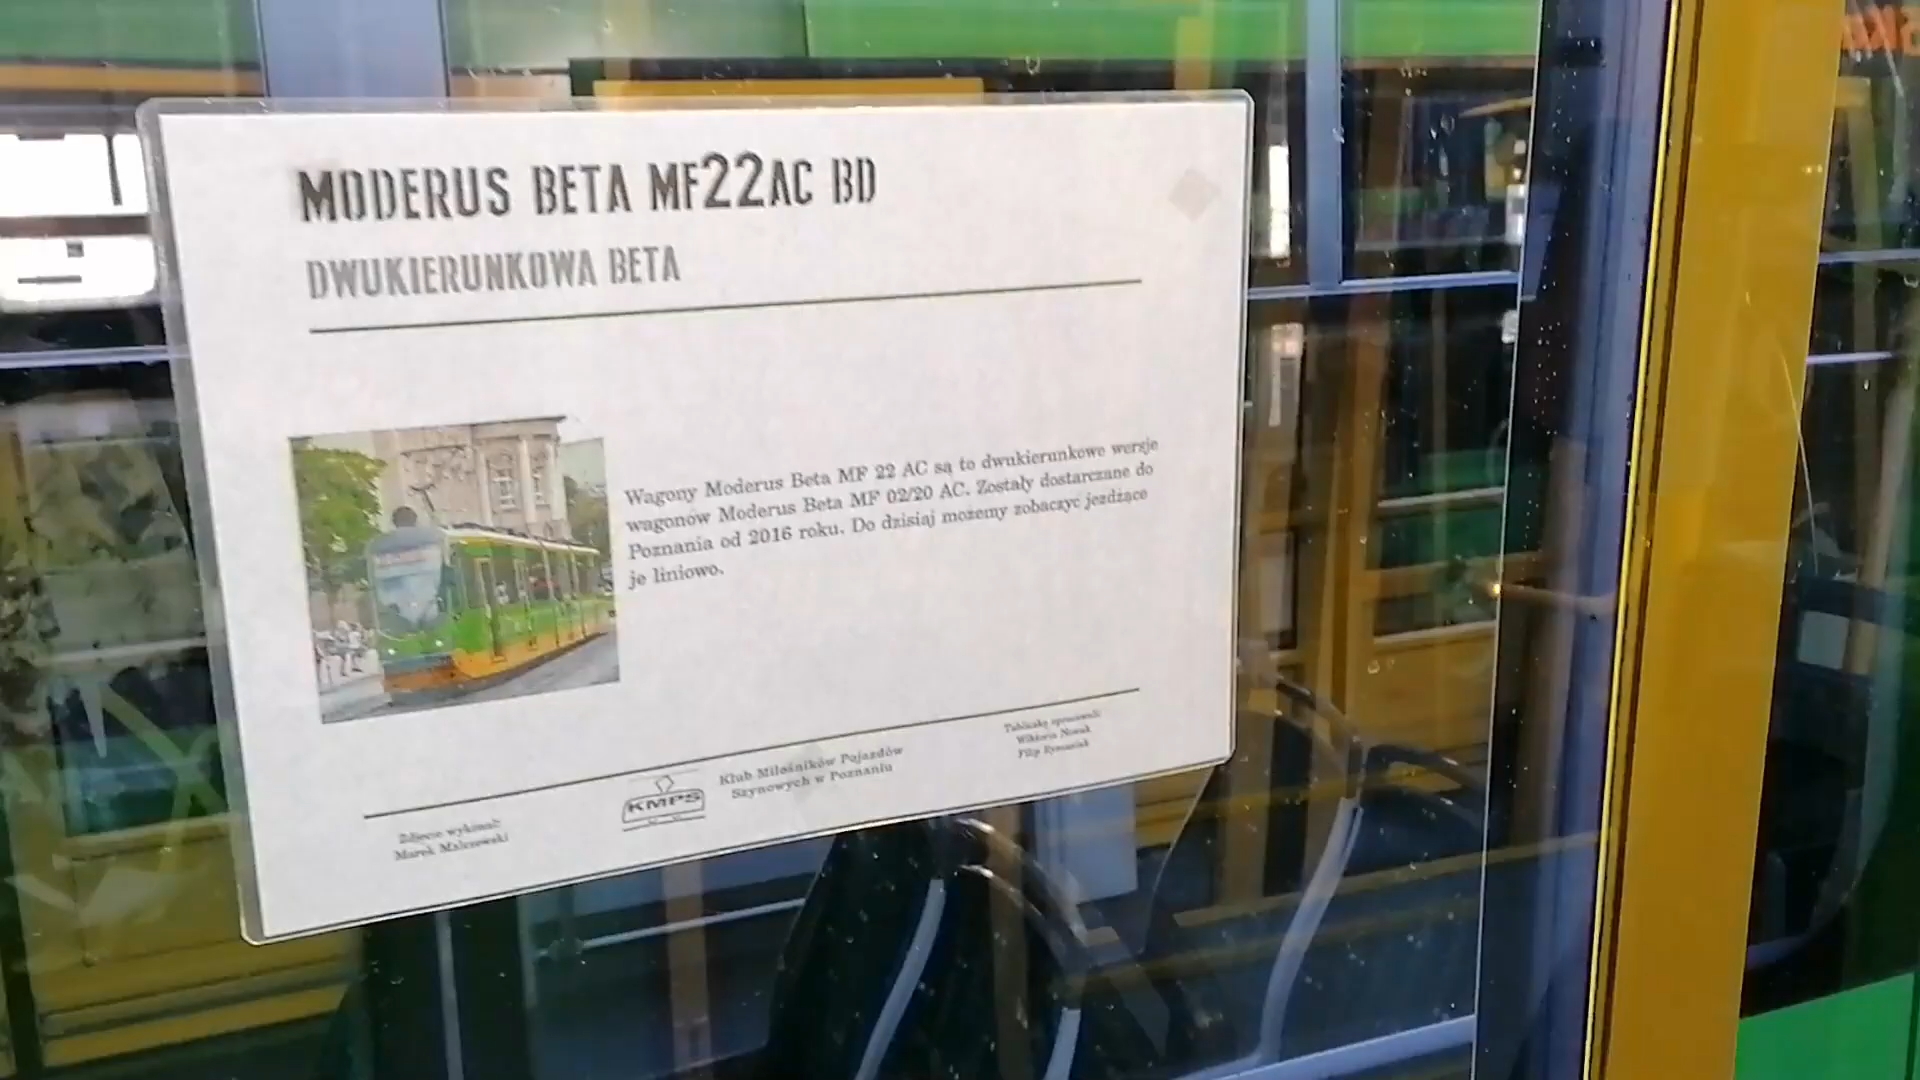 MODERUS BETA MF22AC BD
DWUKIERUNKOWA BETA
Wagony Moderus Beta MF 22 AC są to dwukierunkowe wersje
wagonów Moderus Beta MF 02/20 AC. Zostały dostarczane do
Poznania od 2016 roku. Do dzisiaj możemy zobaczyć jeżdżące
je liniowo.
Zdjęcie wykonał:
Marek Malczewski
KMPS
Klub Miłośników Pojazdów
Szynowych w Poznaniu
Tabliczkę opracowali:
Wiktoria Nowak
Filip